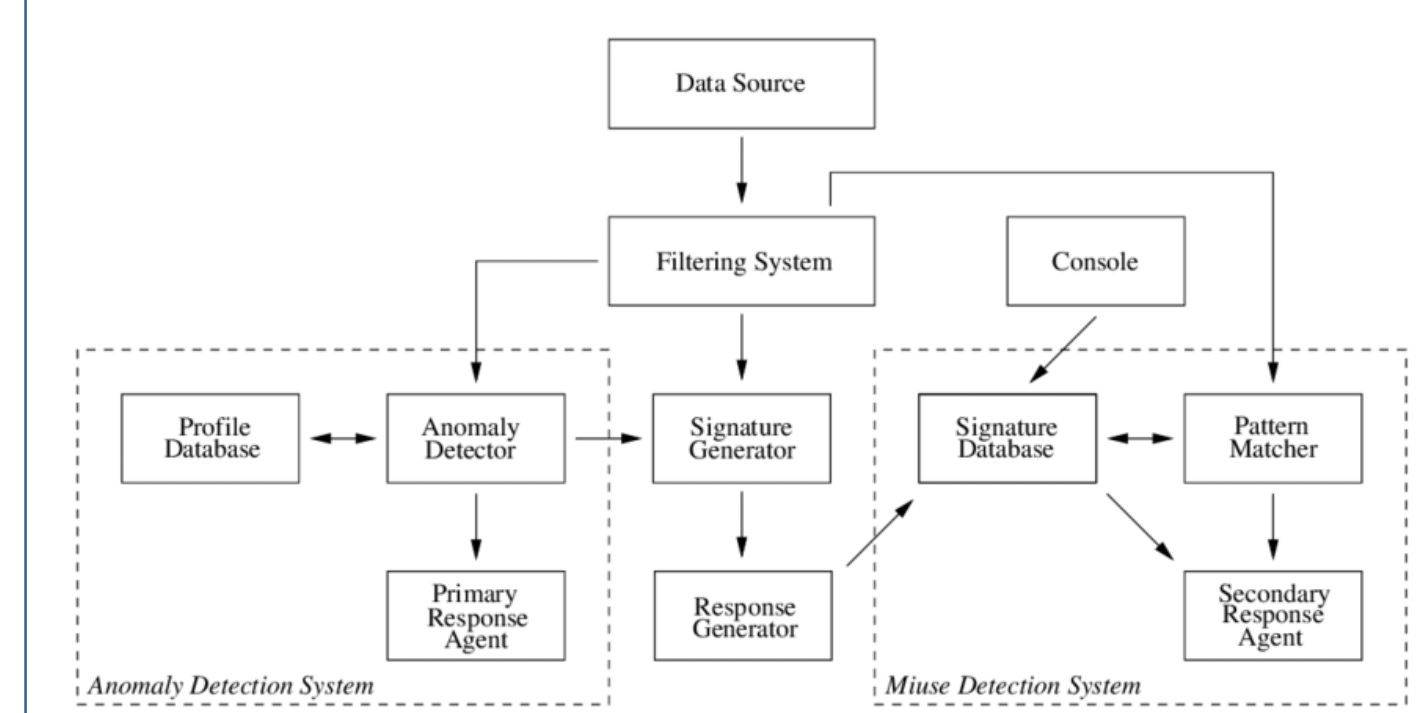 Data Source
Filtering System
Console
Profile
Database
Anomaly
Detector
Signature
Generator
Signature
Database
Pattern
Matcher
Primary
Response
Agent
Response
Generator
Secondary
Response
Agent
Anomaly Detection System
Miuse Detection System